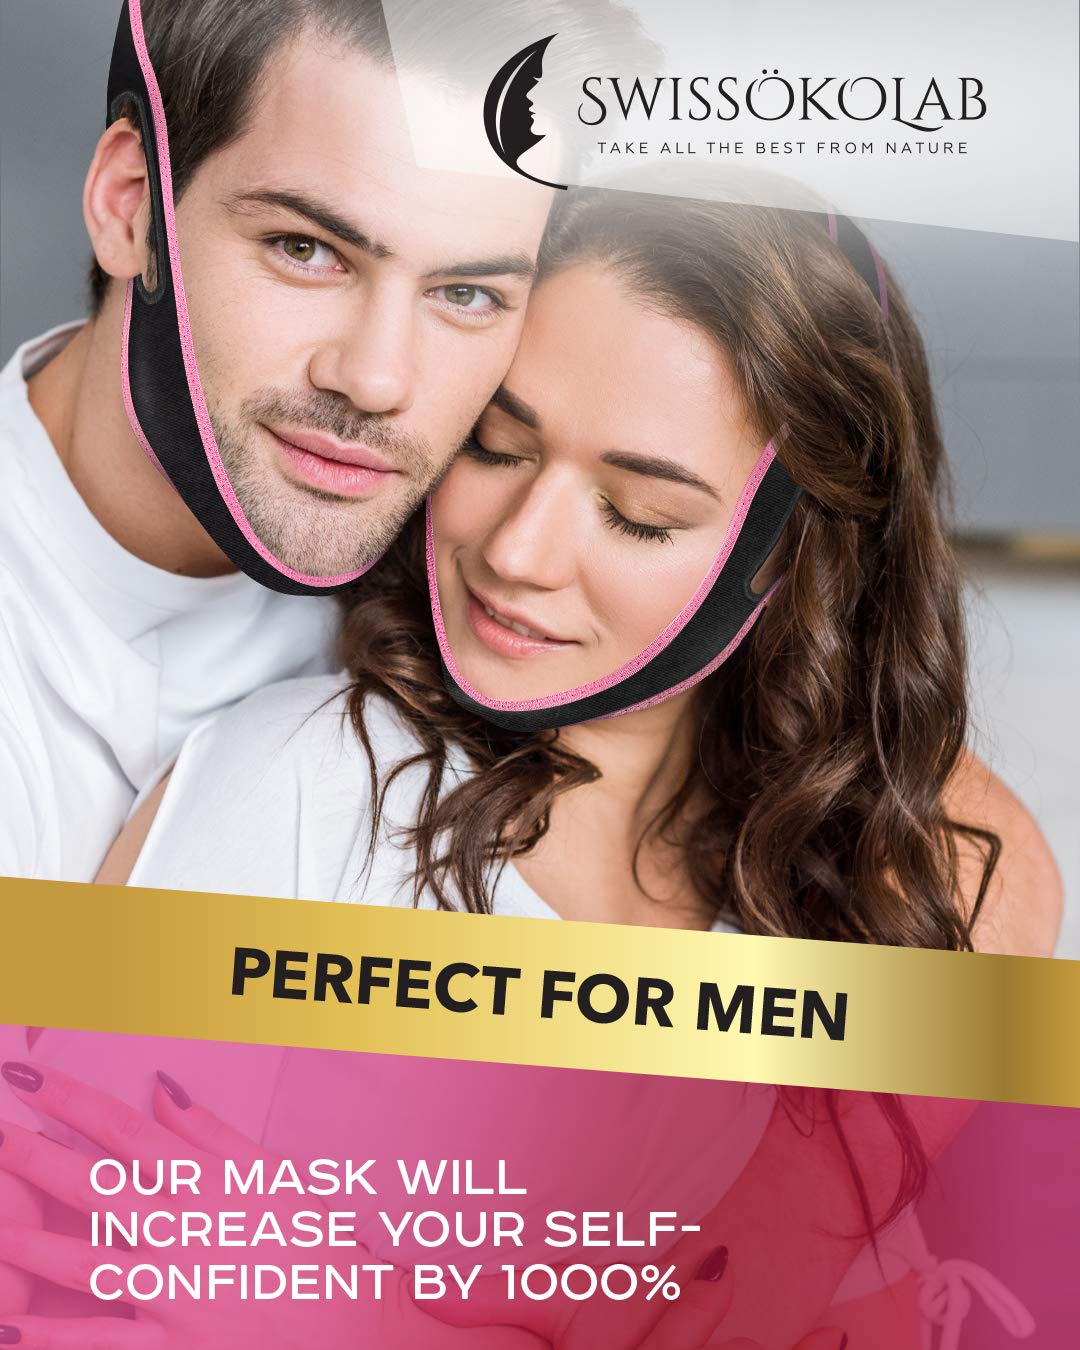 SWISSÖKOLAB
TAKE ALL THE BEST FROM NATURE
PERFECT FOR MEN
OUR MASK WILL
INCREASE YOUR SELF-
CONFIDENT BY 1000%